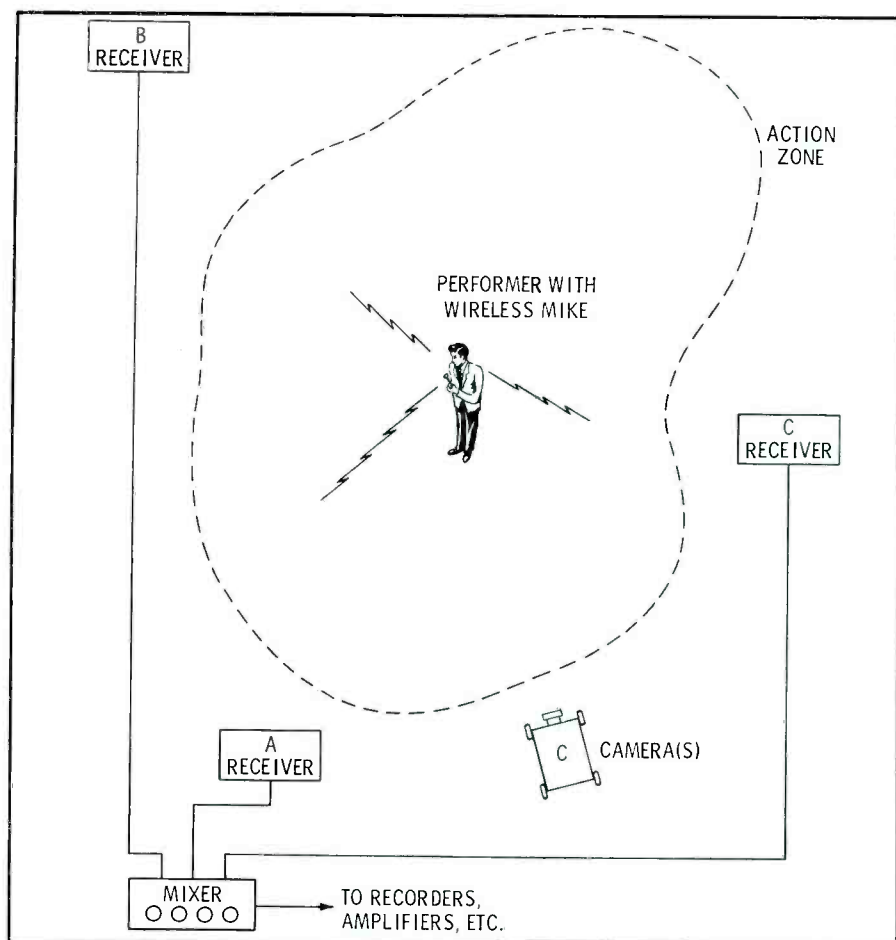 B
RECEIVER
ACTION
ZONE
PERFORMER WITH
WIRELESS MIKE
C
RECEIVER
A
RECEIVER
C
CAMERA(S)
MIXER
TO RECORDERS,
AMPLIFIERS, ETC.